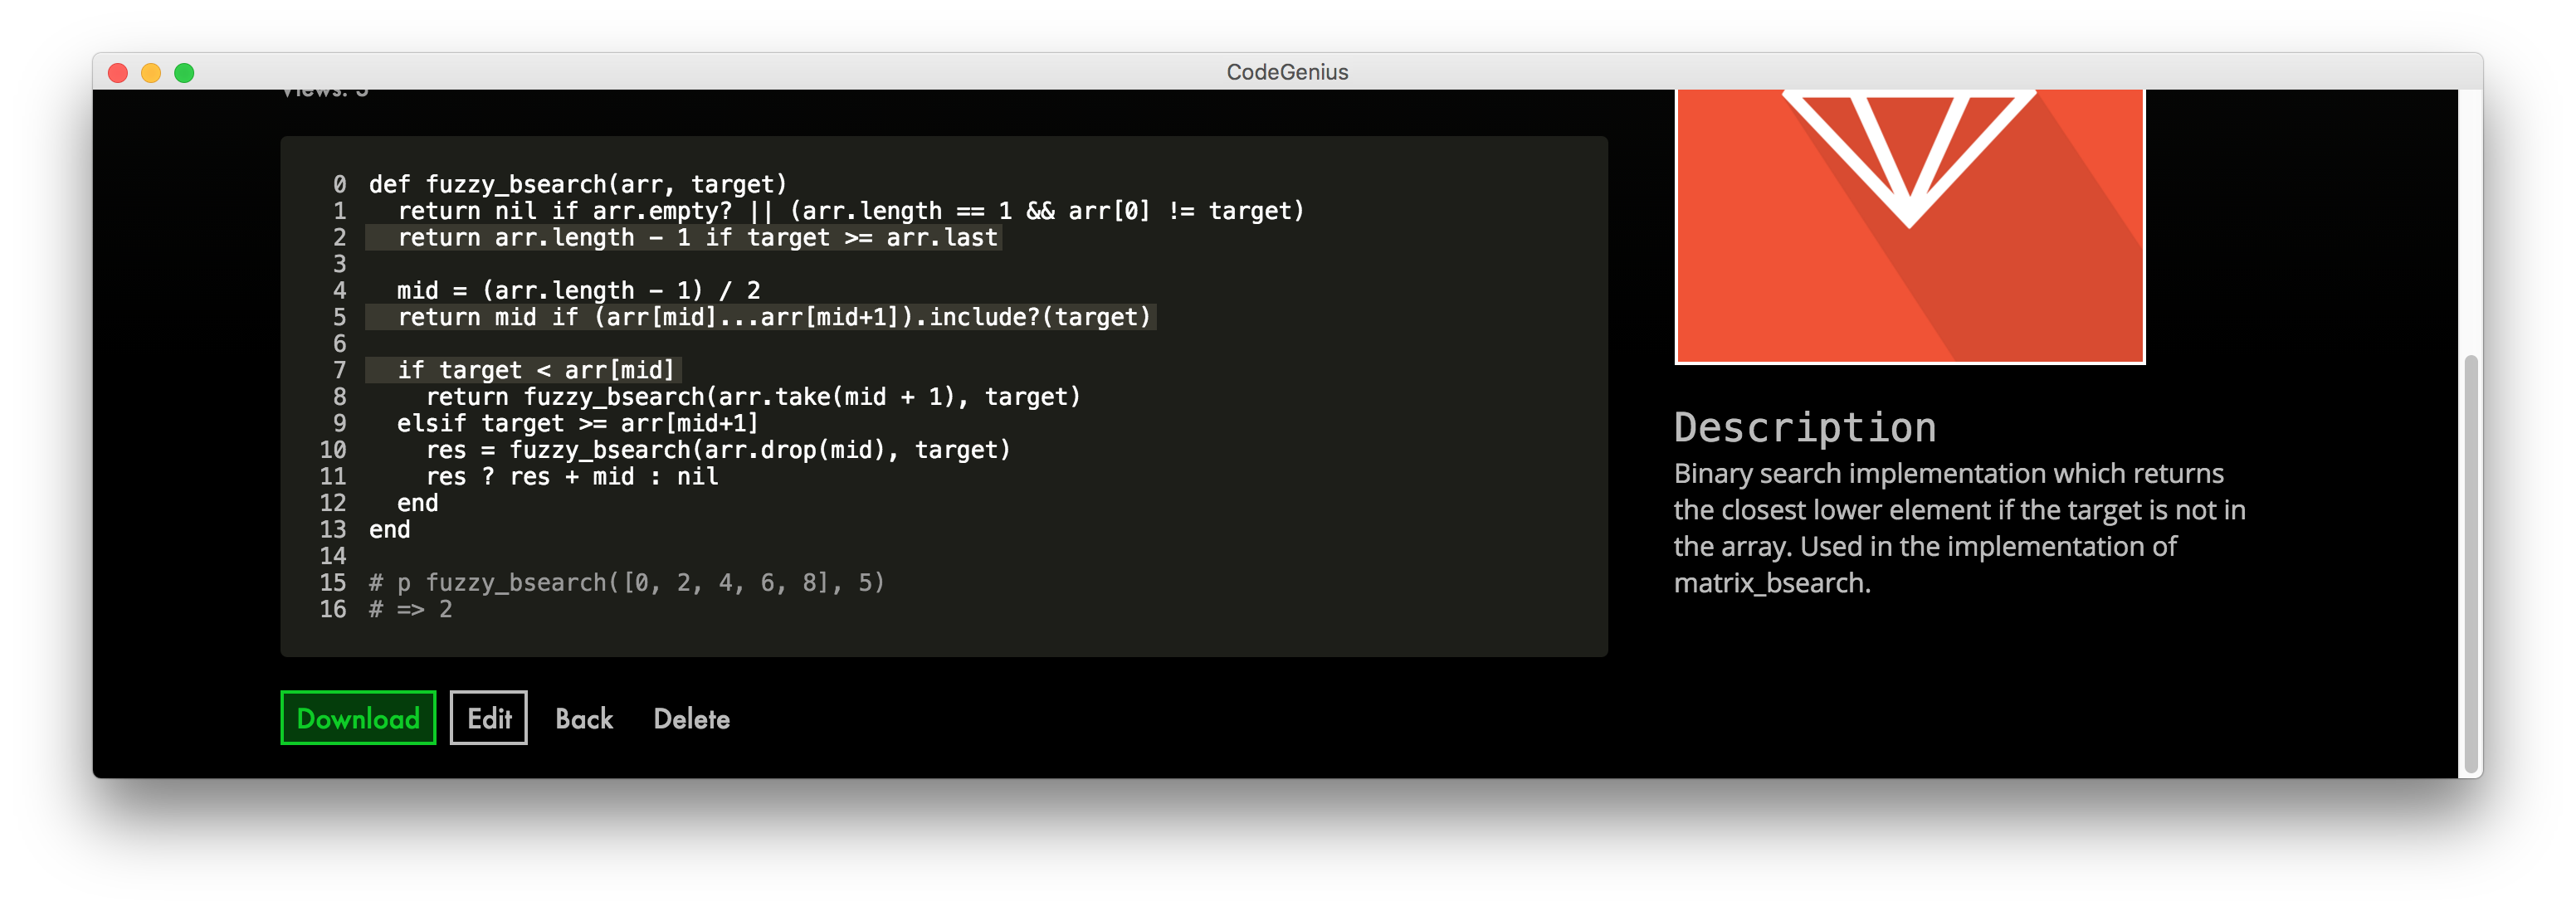 CodeGenius
Views: 3
0 def fuzzy_bsearch(arr, target)
1   return nil if arr.empty? || (arr.length == 1 && arr[0] != target)
2   return arr.length - 1 if target >= arr.last
3
4   mid = (arr.length - 1) / 2
5   return mid if (arr[mid]...arr[mid+1]).include?(target)
6
7   if target < arr[mid]
8     return fuzzy_bsearch(arr.take(mid + 1), target)
9   elsif target >= arr[mid+1]
10     res = fuzzy_bsearch(arr.drop(mid), target)
11     res ? res + mid : nil
12   end
13 end
14
15 # p fuzzy_bsearch([0, 2, 4, 6, 8], 5)
16 # => 2
Download Edit Back Delete
Description
Binary search implementation which returns
the closest lower element if the target is not in
the array. Used in the implementation of
matrix_bsearch.